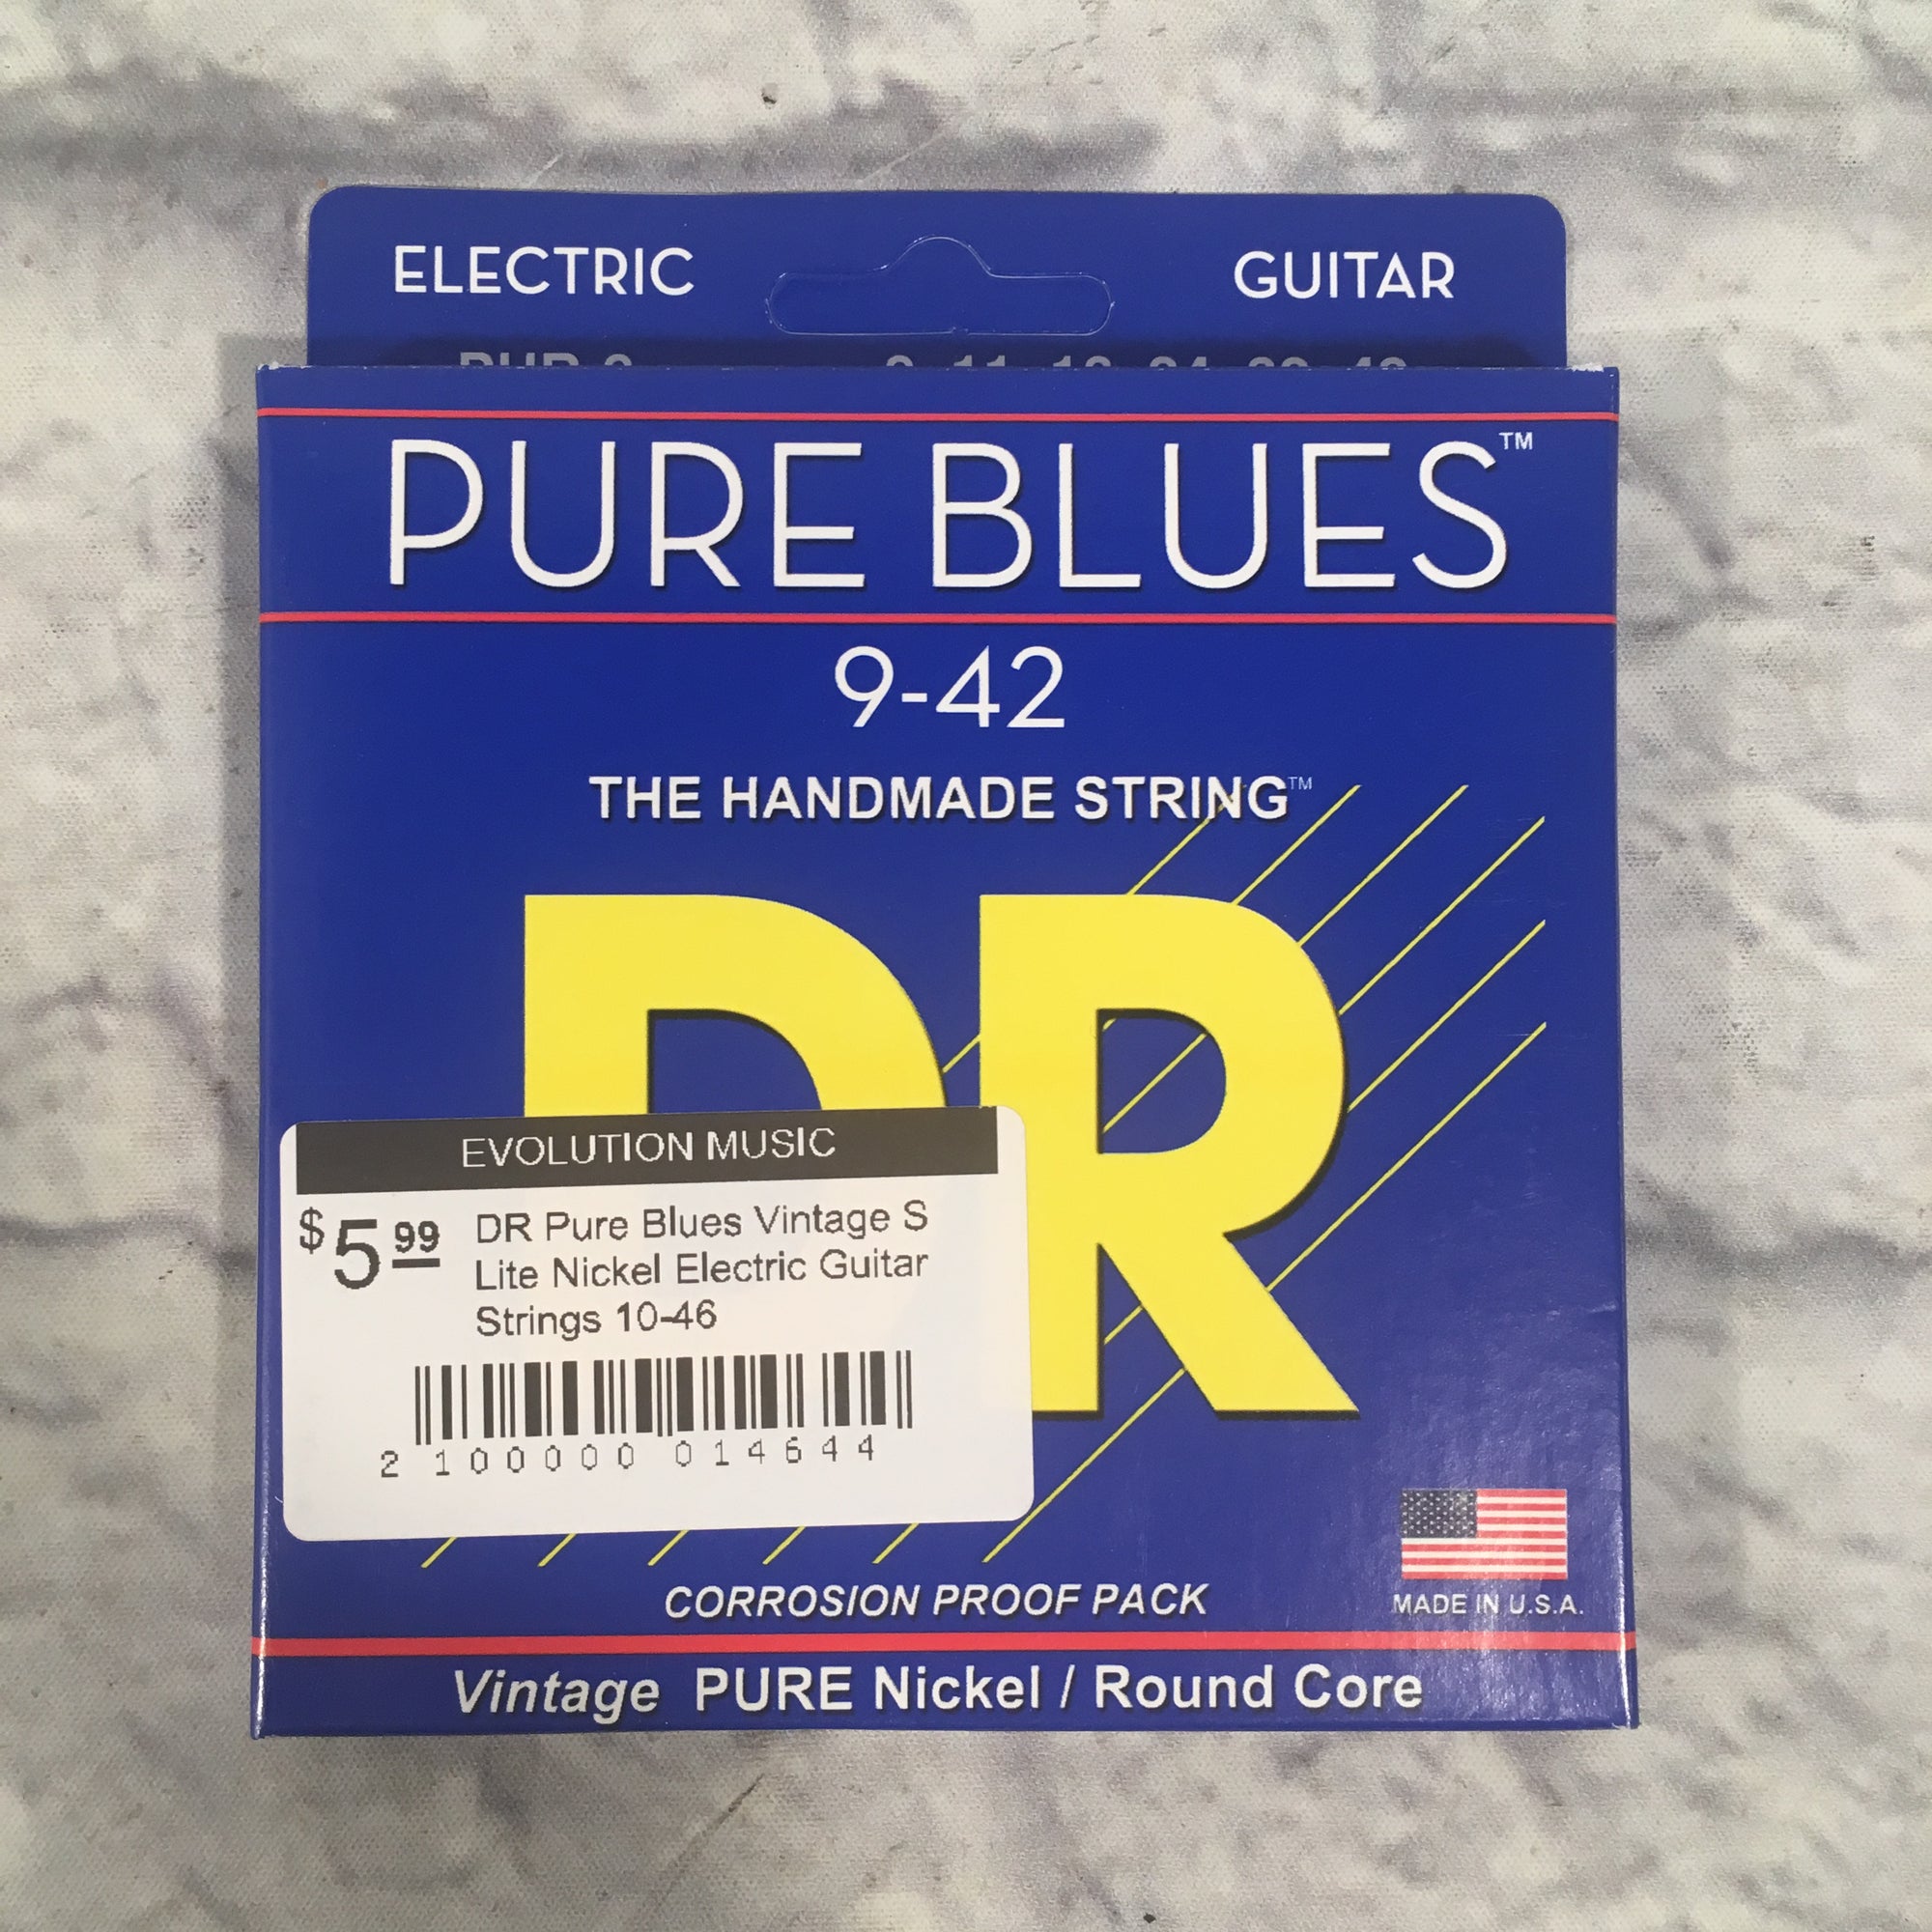 ELECTRIC GUITAR
PURE BLUES™
9-42
THE HANDMADE STRING™
DR
EVOLUTION MUSIC
$5.99 DR Pure Blues Vintage S
Lite Nickel Electric Guitar
Strings 10-46
2 100000 014644
CORROSION PROOF PACK
MADE IN U.S.A.
Vintage PURE Nickel / Round Core